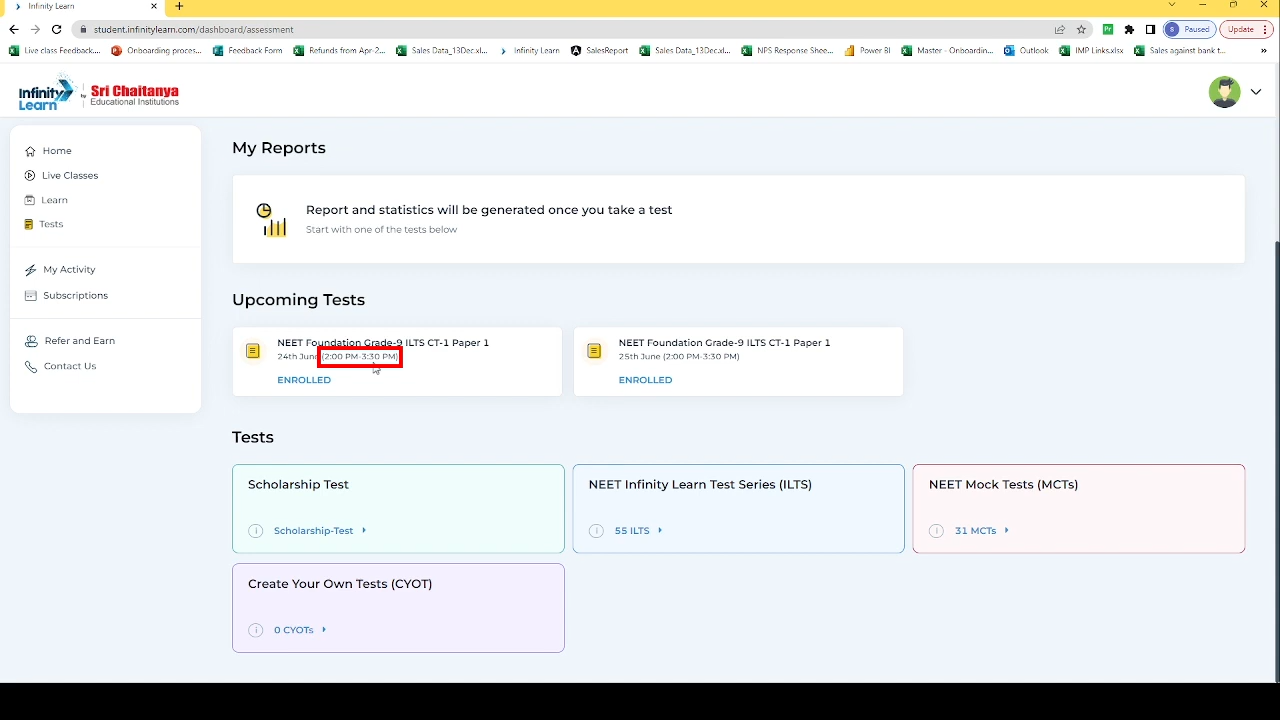 Infinity Learn
student.infinitylearn.com/dashboard/assessment
S Paused
Update
Live class Feedback....
Onboarding proces...
Feedback Form
Refunds from Apr-2...
Sales Data_13Dec.xl...
Infinity Learn
SalesReport
Sales Data_13Dec.xl...
NPS Response Shee...
Power BI
Master - Onboardin...
Outlook
IMP Links.xlsx
Sales against bank t...
Infinity Learn by Sri Chaitanya
Educational Institutions
Home
Live Classes
Learn
Tests
My Activity
Subscriptions
Refer and Earn
Contact Us
My Reports
Report and statistics will be generated once you take a test
Start with one of the tests below
Upcoming Tests
NEET Foundation Grade-9 ILTS CT-1 Paper 1
24th June (2:00 PM-3:30 PM)
ENROLLED
NEET Foundation Grade-9 ILTS CT-1 Paper 1
25th June (2:00 PM-3:30 PM)
ENROLLED
Tests
Scholarship Test
Scholarship-Test
NEET Infinity Learn Test Series (ILTS)
55 ILTS
NEET Mock Tests (MCTs)
31 MCTs
Create Your Own Tests (CYOT)
0 CYOTs